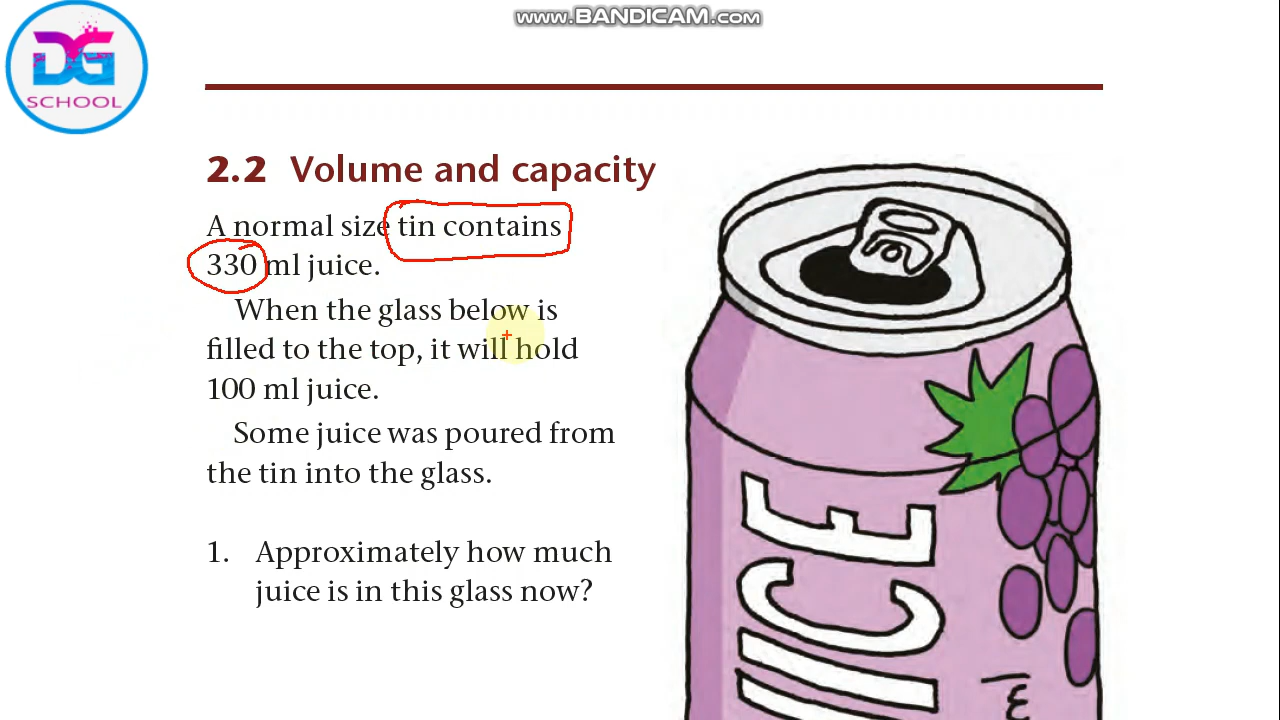 www.BANDICAM.com
DG
SCHOOL
2.2 Volume and capacity
A normal size tin contains
330 ml juice.
When the glass below is
filled to the top, it will hold
100 ml juice.
Some juice was poured from
the tin into the glass.
1. Approximately how much
juice is in this glass now?
UICE